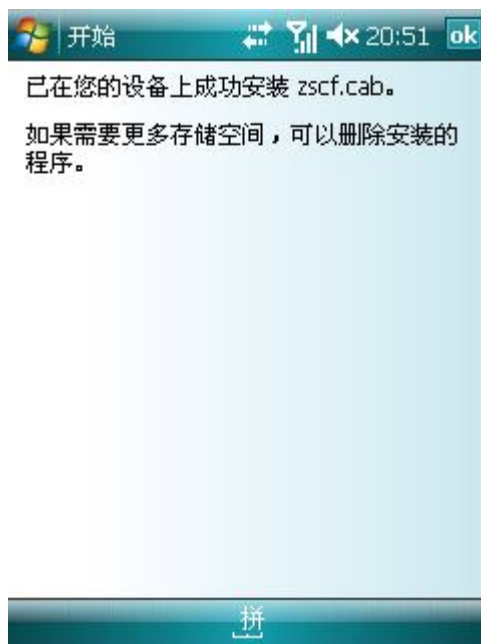 开始 20:51 ok
已在您的设备上成功安装 zscf.cab。
如果需要更多存储空间，可以删除安装的
程序。
拼